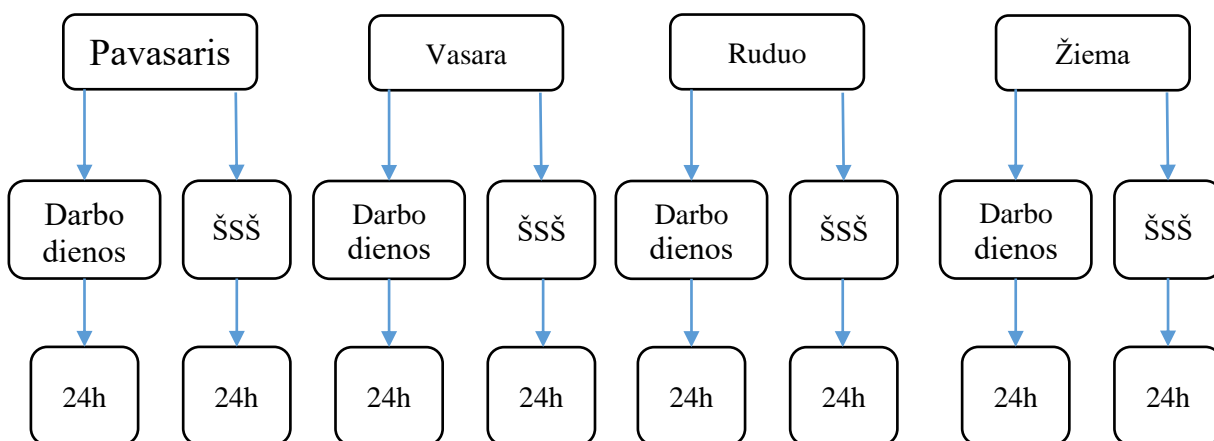 Pavasaris
Vasara
Ruduo
Žiema
Darbo
dienos
ŠSŠ
Darbo
dienos
ŠSŠ
Darbo
dienos
ŠSŠ
Darbo
dienos
ŠSŠ
24h
24h
24h
24h
24h
24h
24h
24h